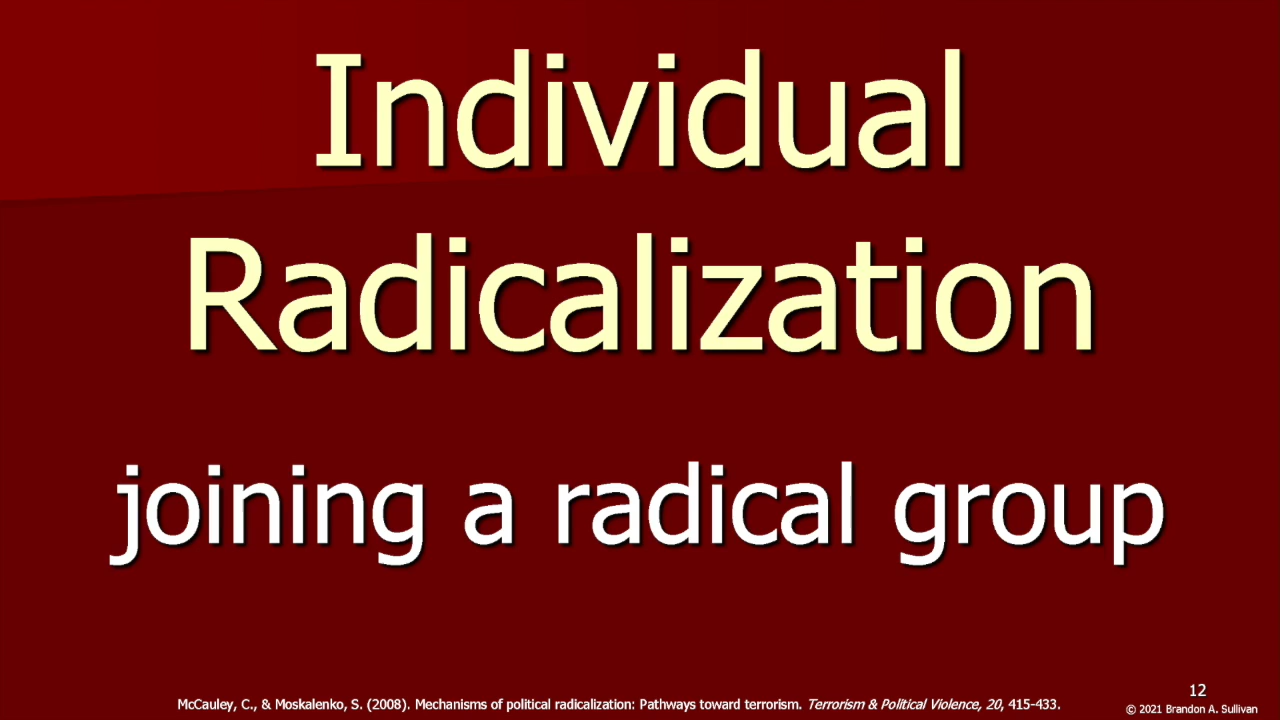 Individual
Radicalization
joining a radical group
12
McCauley, C., & Moskalenko, S. (2008). Mechanisms of political radicalization: Pathways toward terrorism. Terrorism & Political Violence, 20, 415-433.
© 2021 Brandon A. Sullivan